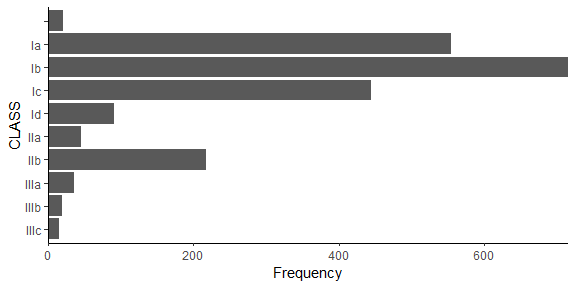 CLASS
Ia
Ib
Ic
Id
IIa
IIb
IIIa
IIIb
IIIc
0 200 400 600
Frequency